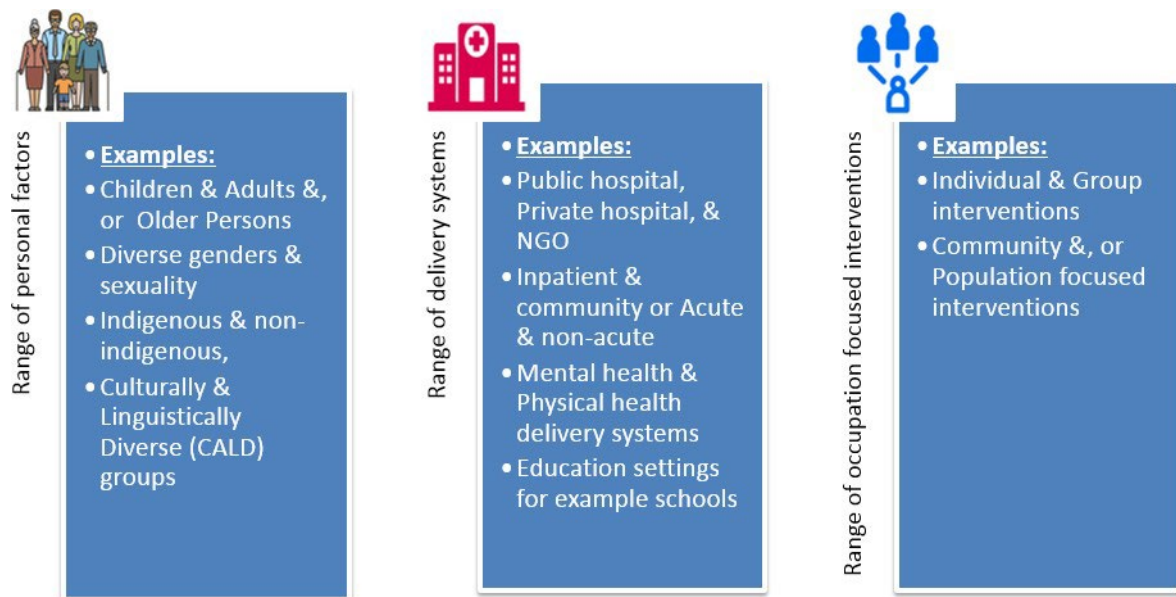 Range of personal factors
• Examples:
• Children & Adults &,
or  Older Persons
• Diverse genders &
sexuality
• Indigenous & non-
indigenous,
• Culturally &
Linguistically
Diverse (CALD)
groups
Range of delivery systems
• Examples:
• Public hospital,
Private hospital, &
NGO
• Inpatient &
community or Acute
& non-acute
• Mental health &
Physical health
delivery systems
• Education settings
for example schools
Range of occupation focused interventions
• Examples:
• Individual & Group
interventions
• Community &, or
Population focused
interventions